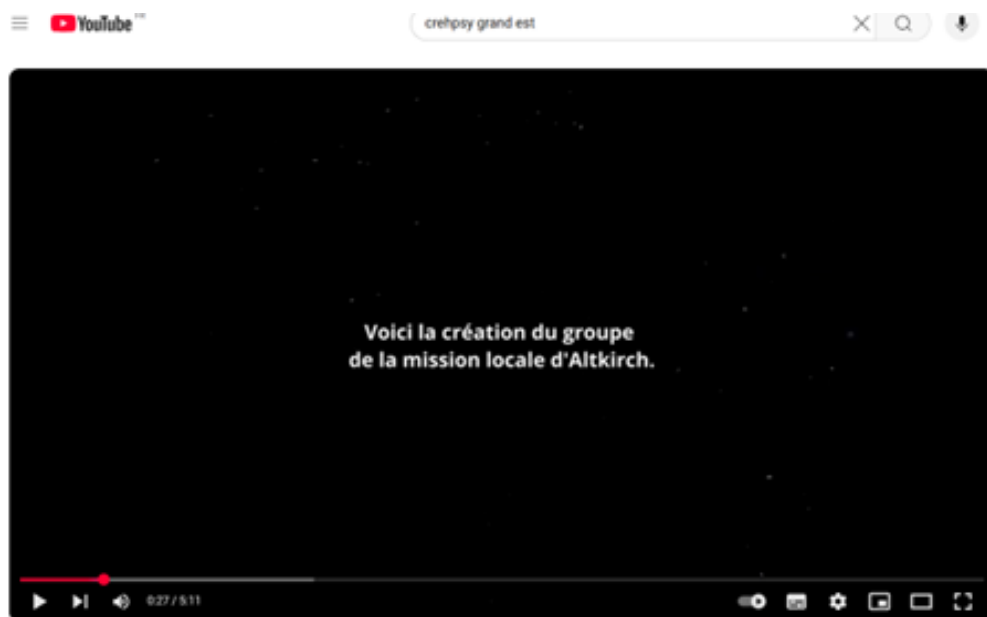 YouTube
crehpsy grand est
Voici la création du groupe
de la mission locale d'Altkirch.
0:27 / 5:11